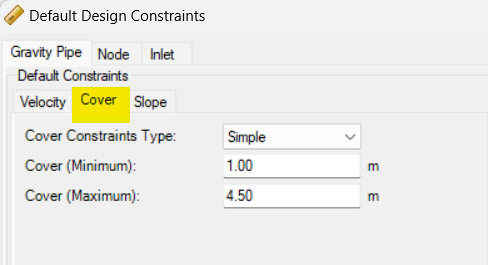 Default Design Constraints
Gravity Pipe Node Inlet
Default Constraints
Velocity Cover Slope
Cover Constraints Type: Simple
Cover (Minimum): 1.00 m
Cover (Maximum): 4.50 m